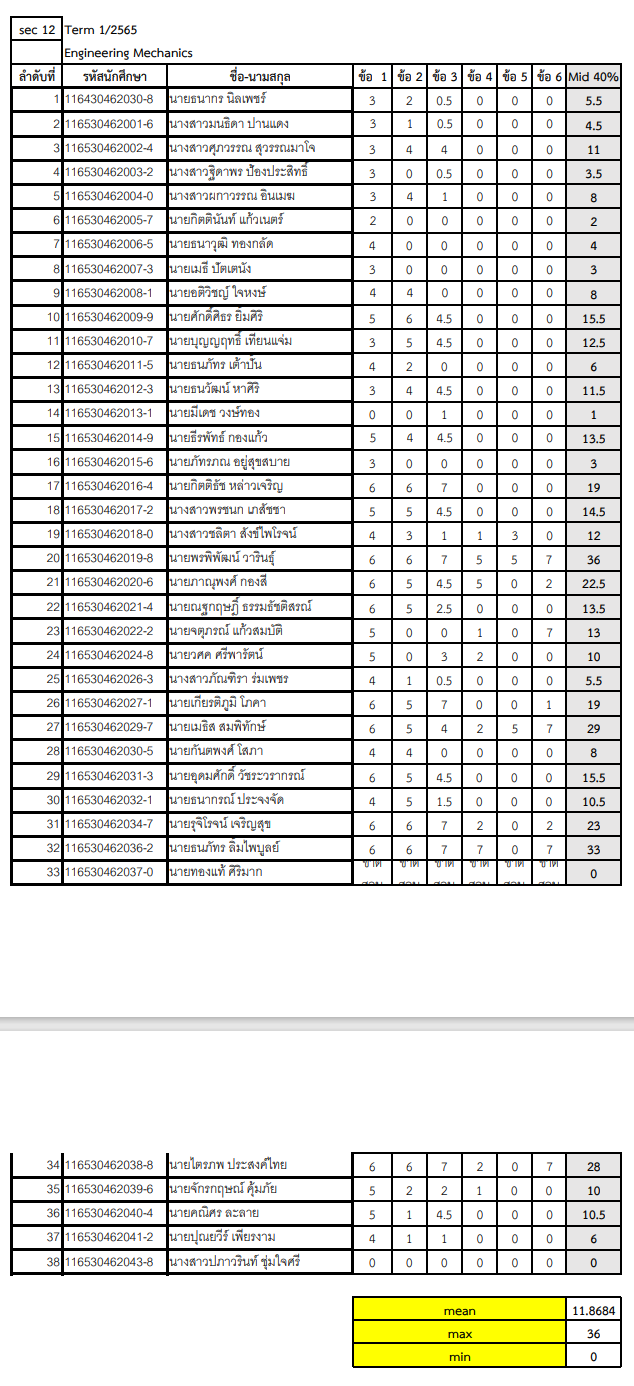 sec 12 Term 1/2565
Engineering Mechanics
ลำดับที่ รหัสนักศึกษา ชื่อ-นามสกุล ข้อ 1 ข้อ 2 ข้อ 3 ข้อ 4 ข้อ 5 ข้อ 6 Mid 40%
1 116430462030-8 นายธนากร นิลเพชร์ 3 2 0.5 0 0 0 5.5
2 116530462001-6 นางสาวมนธิดา ปานแดง 3 1 0.5 0 0 0 4.5
3 116530462002-4 นางสาวศุภวรรณ สุวรรณมาโจ 3 4 4 0 0 0 11
4 116530462003-2 นางสาวฐิดาพร ป้องประสิทธิ์ 3 0 0.5 0 0 0 3.5
5 116530462004-0 นางสาวผกาวรรณ อินเมฆ 3 4 1 0 0 0 8
6 116530462005-7 นายกิตตินันท์ แก้วเนตร์ 2 0 0 0 0 0 2
7 116530462006-5 นายธนาวุฒิ ทองกลัด 4 0 0 0 0 0 4
8 116530462007-3 นายเมธี ปัตเตนัง 3 0 0 0 0 0 3
9 116530462008-1 นายอติวิชญ์ ใจหงษ์ 4 4 0 0 0 0 8
10 116530462009-9 นายศักดิ์ศิธร ยิ้มศิริ 5 6 4.5 0 0 0 15.5
11 116530462010-7 นายบุญญฤทธิ์ เทียนแจ่ม 3 5 4.5 0 0 0 12.5
12 116530462011-5 นายธนภัทร เต้าปั้น 4 2 0 0 0 0 6
13 116530462012-3 นายธนวัฒน์ หาศิริ 3 4 4.5 0 0 0 11.5
14 116530462013-1 นายมีเดช วงษ์ทอง 0 0 1 0 0 0 1
15 116530462014-9 นายธีรพัทธ์ กองแก้ว 5 4 4.5 0 0 0 13.5
16 116530462015-6 นายภัทรภณ อยู่สุขสบาย 3 0 0 0 0 0 3
17 116530462016-4 นายกิตติธัช หล่าวเจริญ 6 6 7 0 0 0 19
18 116530462017-2 นางสาวพรชนก เภสัชชา 5 5 4.5 0 0 0 14.5
19 116530462018-0 นางสาวชลิตา สังข์ไพโรจน์ 4 3 1 1 3 0 12
20 116530462019-8 นายพรพิพัฒน์ วารินธุ์ 6 6 7 5 5 7 36
21 116530462020-6 นายภาณุพงศ์ กองสี 6 5 4.5 5 0 2 22.5
22 116530462021-4 นายณฐกฤษฎิ์ ธรรมธัชติสรณ์ 6 5 2.5 0 0 0 13.5
23 116530462022-2 นายจตุภรณ์ แก้วสมบัติ 5 0 0 1 0 7 13
24 116530462024-8 นายวศค ศรีพารัตน์ 5 0 3 2 0 0 10
25 116530462026-3 นางสาวภัณฑิรา ร่มเพชร 4 1 0.5 0 0 0 5.5
26 116530462027-1 นายเกียรติภูมิ โภคา 6 5 7 0 0 1 19
27 116530462029-7 นายเมธิส สมพิทักษ์ 6 5 4 2 5 7 29
28 116530462030-5 นายกันตพงศ์ โสภา 4 4 0 0 0 0 8
29 116530462031-3 นายอุดมศักดิ์ วัชระวรากรณ์ 6 5 4.5 0 0 0 15.5
30 116530462032-1 นายธนากรณ์ ประจงจัด 4 5 1.5 0 0 0 10.5
31 116530462034-7 นายรุจิโรจน์ เจริญสุข 6 6 7 2 0 2 23
32 116530462036-2 นายธนภัทร ลิ้มไพบูลย์ 6 6 7 7 0 7 33
33 116530462037-0 นายทองแท้ ศิริมาก 0
34 116530462038-8 นายไตรภพ ประสงค์ไทย 6 6 7 2 0 7 28
35 116530462039-6 นายจักรกฤษณ์ คุ้มภัย 5 2 2 1 0 0 10
36 116530462040-4 นายคณิศร ละลาย 5 1 4.5 0 0 0 10.5
37 116530462041-2 นายปุณยวีร์ เพียรงาม 4 1 1 0 0 0 6
38 116530462043-8 นางสาวปภาวรินท์ ชุ่มใจศรี 0 0 0 0 0 0 0
mean 11.8684
max 36
min 0